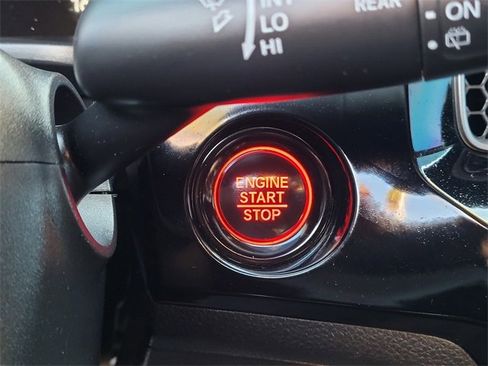 INT
LO
HI
REAR
ON
ENGINE
START
STOP